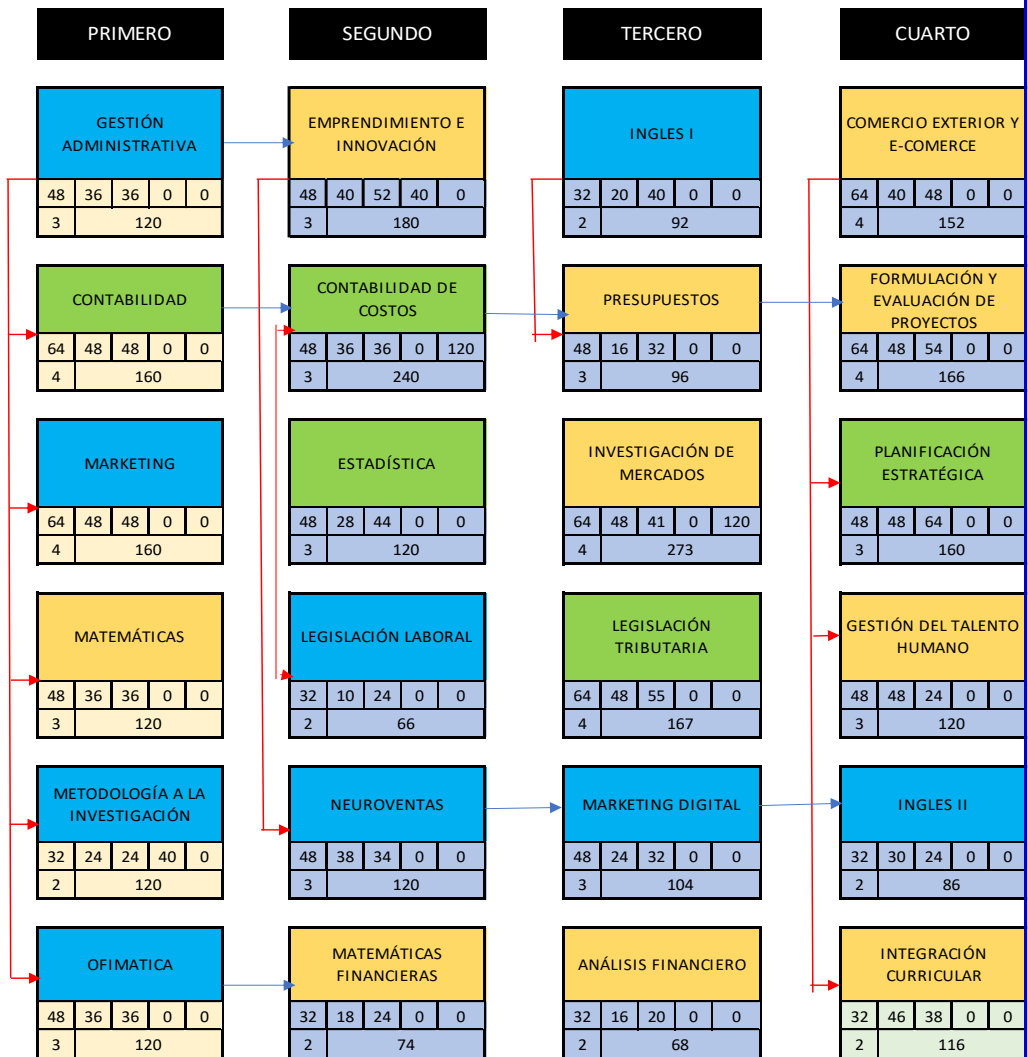 PRIMERO
SEGUNDO
TERCERO
CUARTO
GESTIÓN
ADMINISTRATIVA
48 36 36 0 0
3 120
EMPRENDIMIENTO E
INNOVACIÓN
48 40 52 40 0
3 180
INGLES I
32 20 40 0 0
2 92
COMERCIO EXTERIOR Y
E-COMERCE
64 40 48 0 0
4 152
CONTABILIDAD
64 48 48 0 0
4 160
CONTABILIDAD DE
COSTOS
48 36 36 0 120
3 240
PRESUPUESTOS
48 16 32 0 0
3 96
FORMULACIÓN Y
EVALUACIÓN DE
PROYECTOS
64 48 54 0 0
4 166
MARKETING
64 48 48 0 0
4 160
ESTADÍSTICA
48 28 44 0 0
3 120
INVESTIGACIÓN DE
MERCADOS
64 48 41 0 120
4 273
PLANIFICACIÓN
ESTRATÉGICA
48 48 64 0 0
3 160
MATEMÁTICAS
48 36 36 0 0
3 120
LEGISLACIÓN LABORAL
32 10 24 0 0
2 66
LEGISLACIÓN
TRIBUTARIA
64 48 55 0 0
4 167
GESTIÓN DEL TALENTO
HUMANO
48 48 24 0 0
3 120
METODOLOGÍA A LA
INVESTIGACIÓN
32 24 24 40 0
2 120
NEUROVENTAS
48 38 34 0 0
3 120
MARKETING DIGITAL
48 24 32 0 0
3 104
INGLES II
32 30 24 0 0
2 86
OFIMATICA
48 36 36 0 0
3 120
MATEMÁTICAS
FINANCIERAS
32 18 24 0 0
2 74
ANÁLISIS FINANCIERO
32 16 20 0 0
2 68
INTEGRACIÓN
CURRICULAR
32 46 38 0 0
2 116